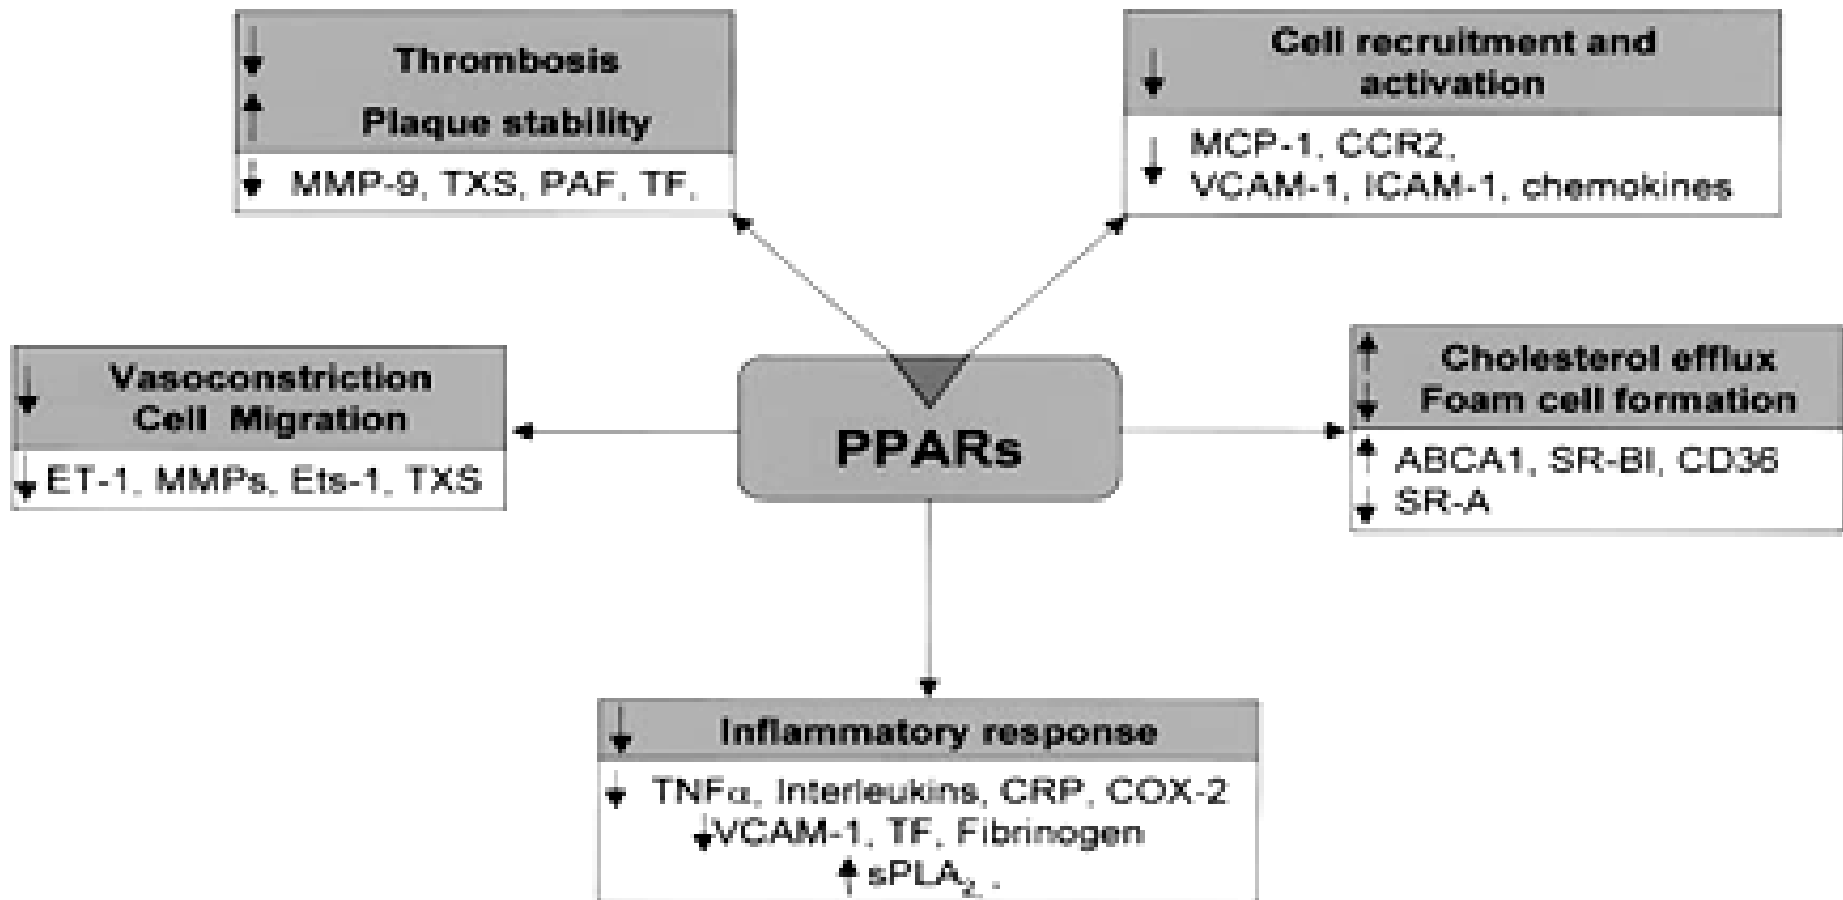 Thrombosis
Plaque stability
MMP-9, TXS, PAF, TF,
Cell recruitment and
activation
MCP-1, CCR2,
VCAM-1, ICAM-1, chemokines
Vasoconstriction
Cell Migration
ET-1, MMPs, Ets-1, TXS
PPARs
Cholesterol efflux
Foam cell formation
ABCA1, SR-BI, CD36
SR-A
Inflammatory response
TNFα, Interleukins, CRP, COX-2
VCAM-1, TF, Fibrinogen
sPLA₂, .